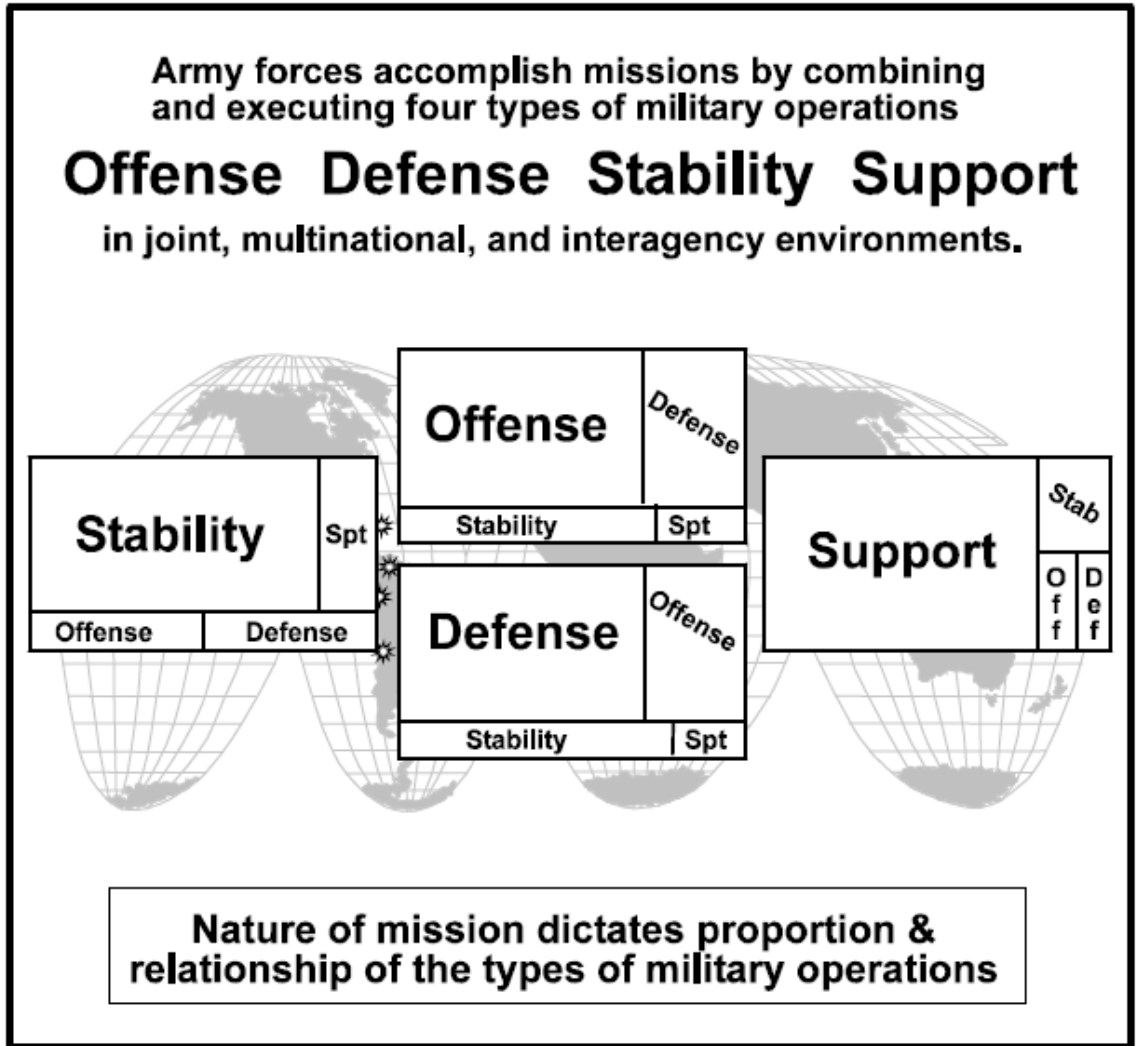 Army forces accomplish missions by combining
and executing four types of military operations
Offense Defense Stability Support
in joint, multinational, and interagency environments.
Stability
Spt
Offense
Defense
Offense
Defense
Stability
Spt
Defense
Offense
Stability
Spt
Support
Stab
Off
Def
Nature of mission dictates proportion &
relationship of the types of military operations